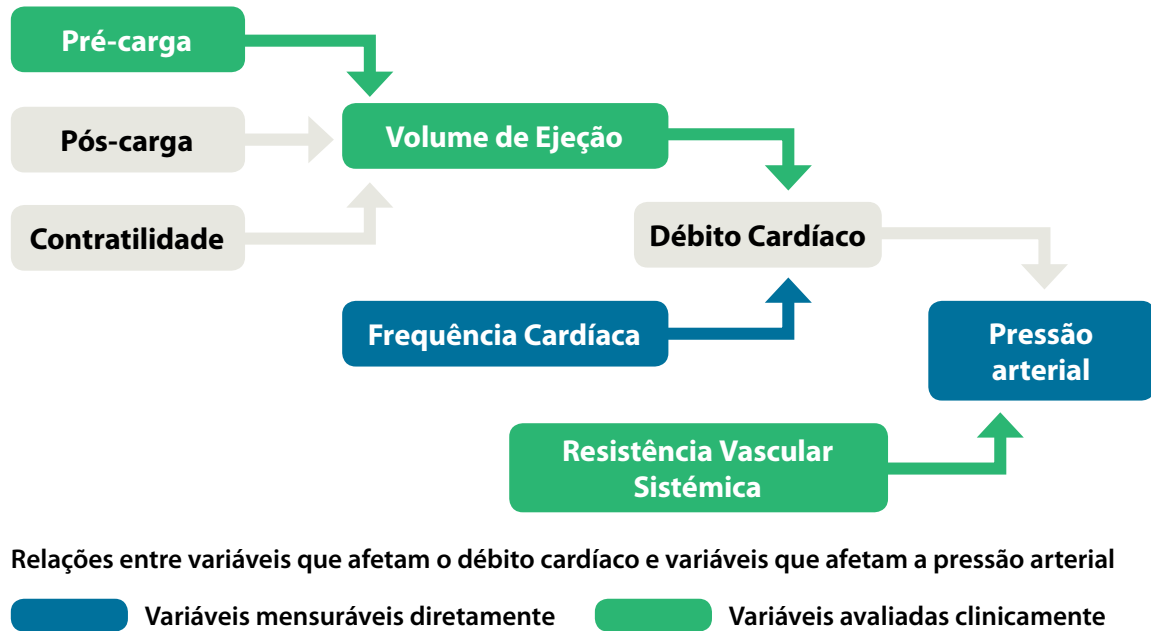 Pré-carga
Pós-carga
Contratilidade
Volume de Ejeção
Débito Cardíaco
Frequência Cardíaca
Pressão
arterial
Resistência Vascular
Sistémica
Relações entre variáveis que afetam o débito cardíaco e variáveis que afetam a pressão arterial
Variáveis mensuráveis diretamente
Variáveis avaliadas clinicamente